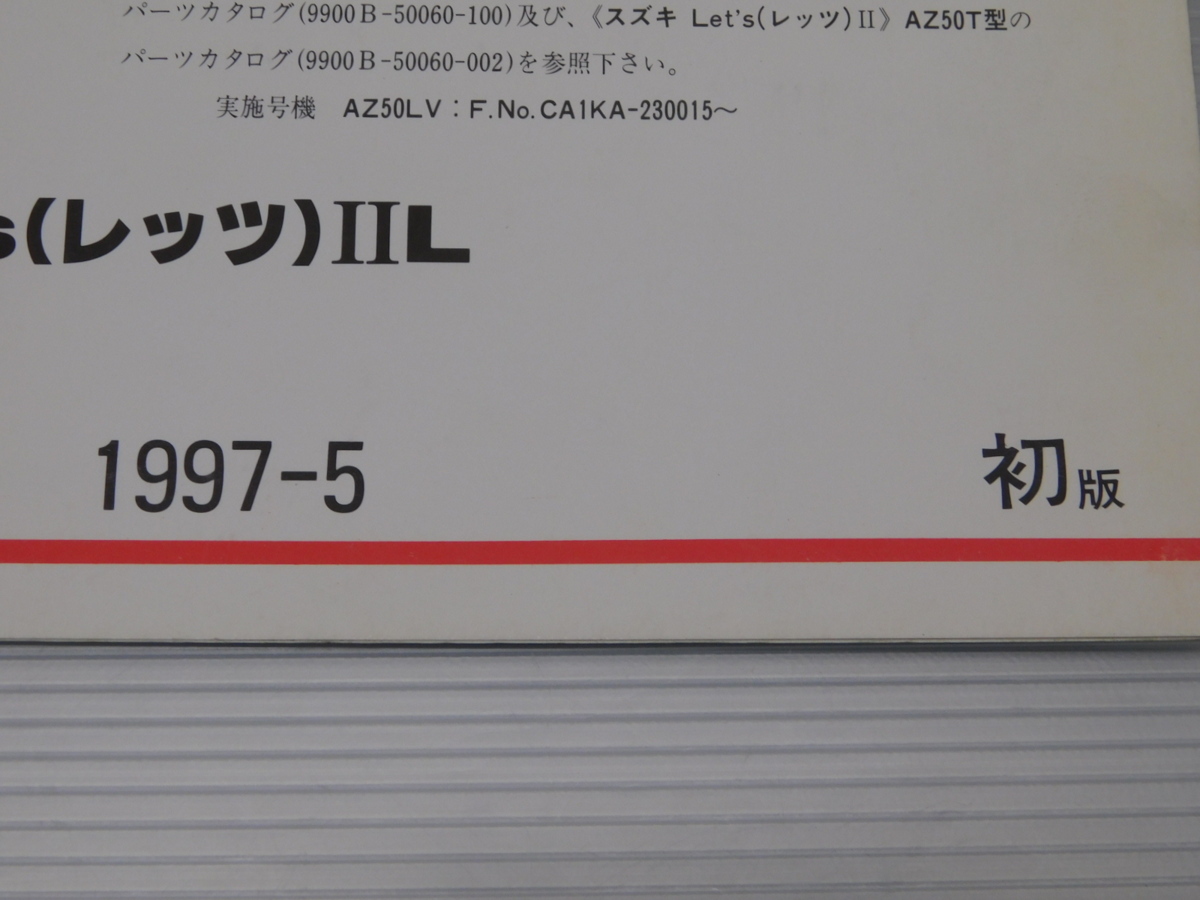 パーツカタログ(9900B-50060-100)及び、《スズキ Let's(レッツ)II》AZ50T型の
パーツカタログ(9900B-50060-002)を参照下さい。
実施号機 AZ50LV：F.No.CA1KA-230015～
s(レッツ)IIL
1997-5
初版